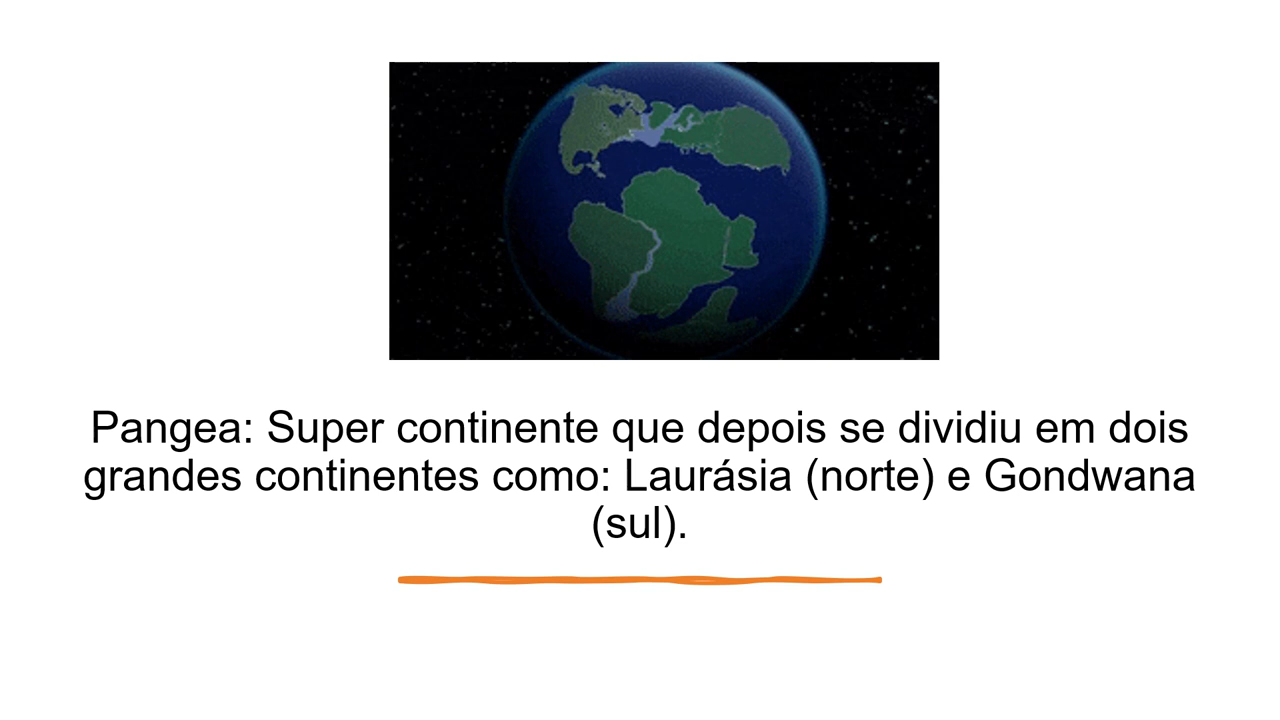 Pangea: Super continente que depois se dividiu em dois
grandes continentes como: Laurásia (norte) e Gondwana
(sul).